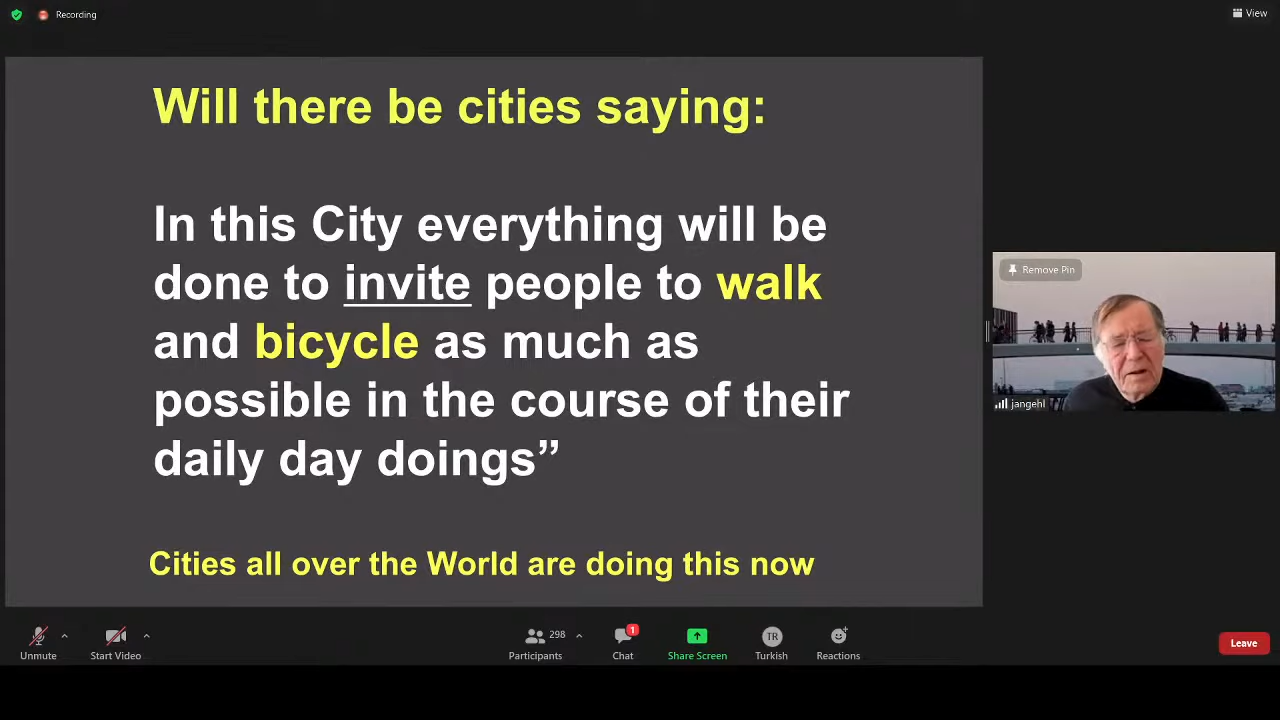 Recording
View
Will there be cities saying:
In this City everything will be
done to invite people to walk
and bicycle as much as
possible in the course of their
daily day doings”
Cities all over the World are doing this now
Remove Pin
jangehl
Unmute
Start Video
298
Participants
1
Chat
Share Screen
TR
Turkish
Reactions
Leave